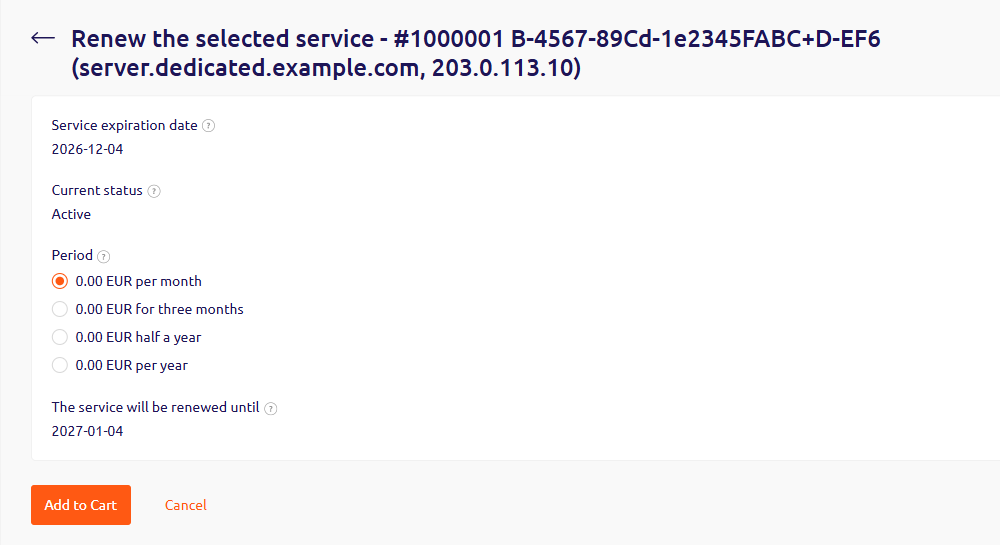 Renew the selected service - #1000001 B-4567-89Cd-1e2345FABC+D-EF6
(server.dedicated.example.com, 203.0.113.10)
Service expiration date ?
2026-12-04
Current status ?
Active
Period ?
0.00 EUR per month
0.00 EUR for three months
0.00 EUR half a year
0.00 EUR per year
The service will be renewed until ?
2027-01-04
Add to Cart
Cancel